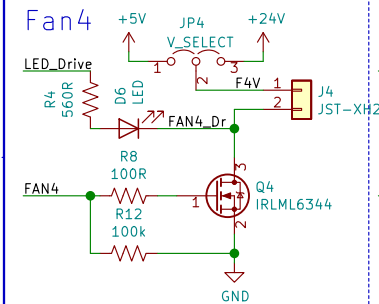 Fan4
+5V
JP4
V_SELECT
+24V
1
2
3
LED_Drive
R4
560R
D6
LED
F4V
1
2
J4
JST-XH2
FAN4_Dr
R8
100R
FAN4
3
1
2
Q4
IRLML6344
R12
100k
GND